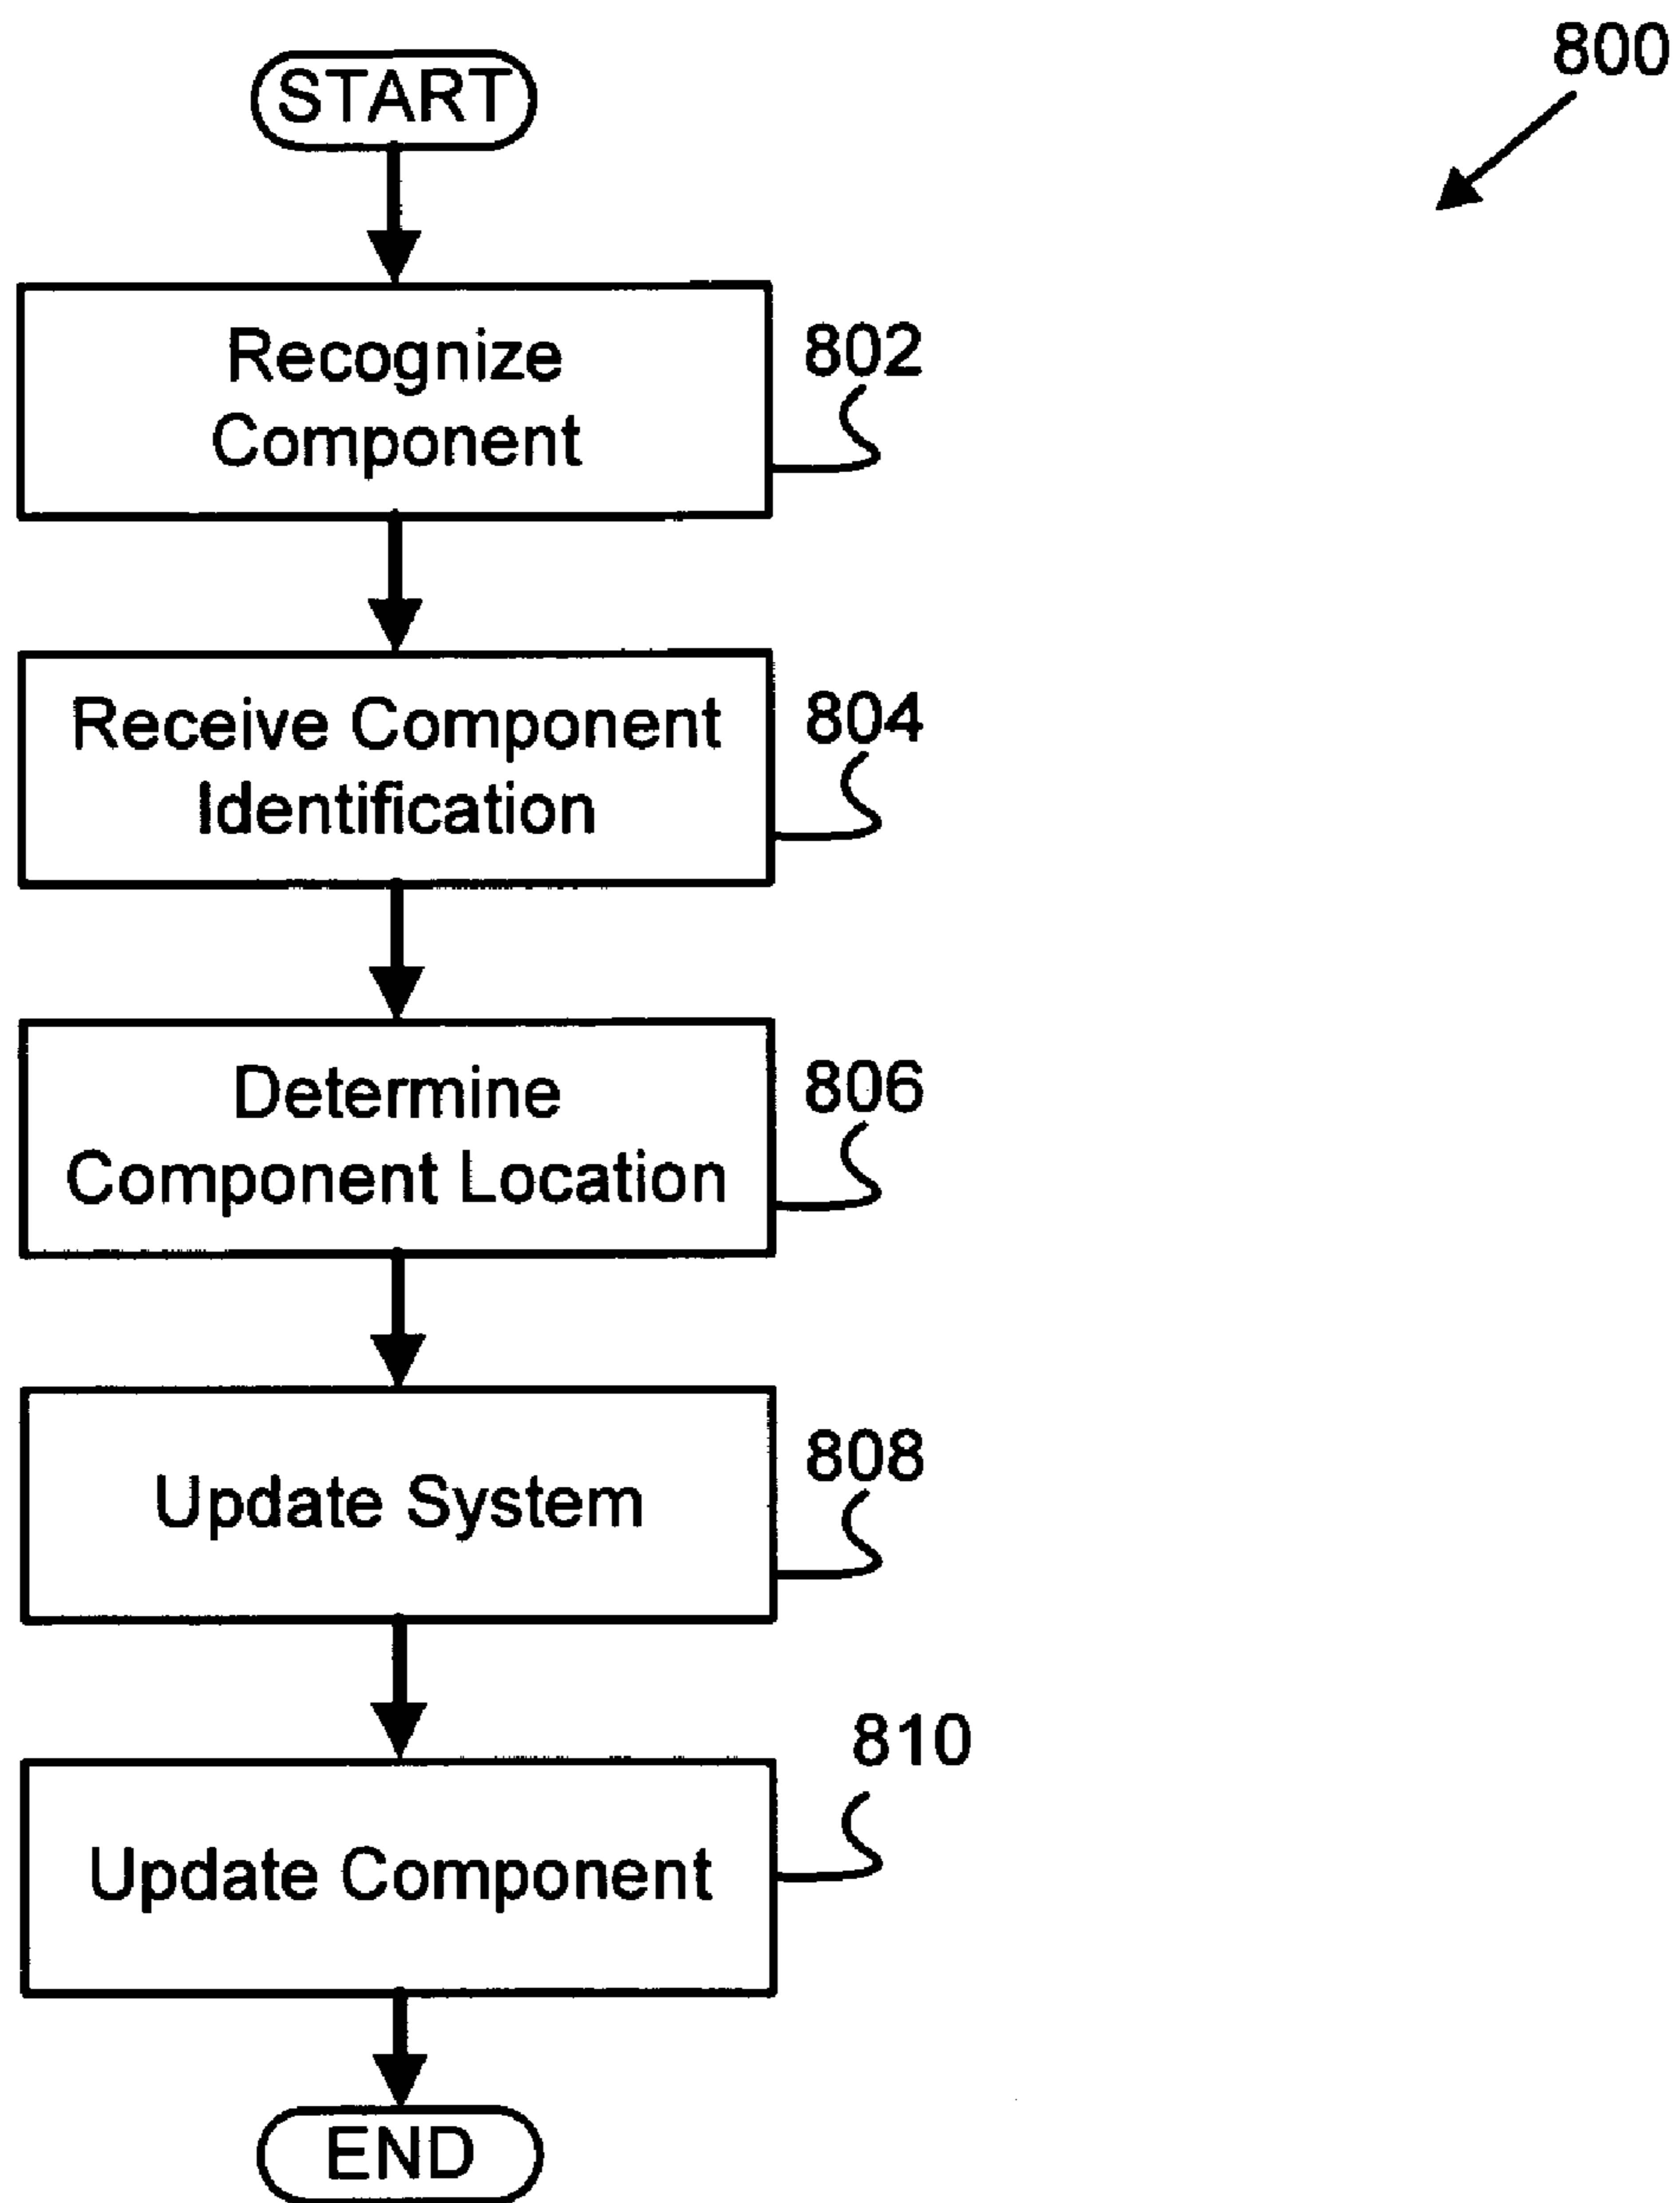 800
START
Recognize
Component
802
Receive Component
Identification
804
Determine
Component Location
806
Update System
808
Update Component
810
END